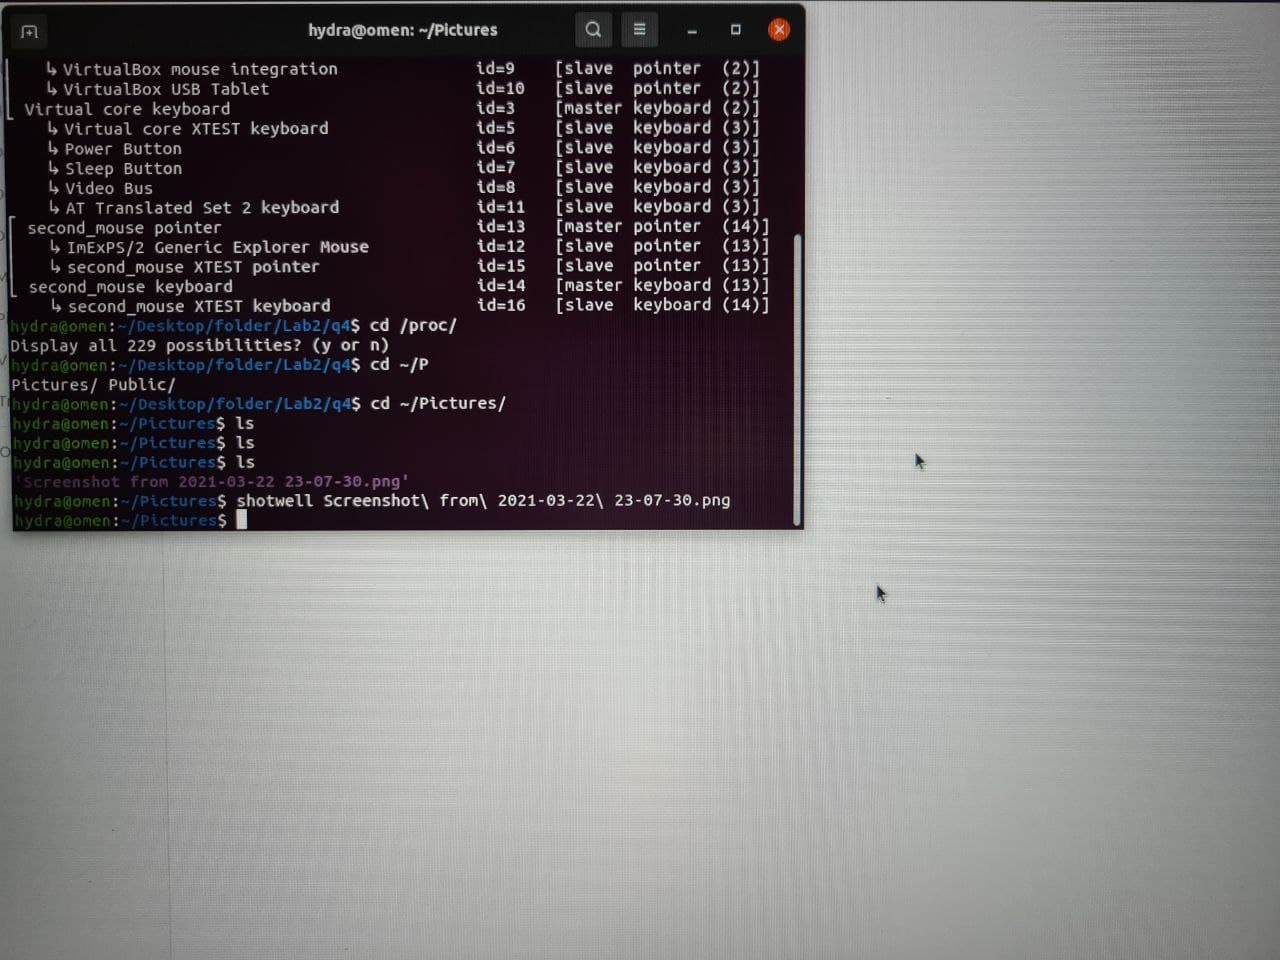 hydra@omen: ~/Pictures
↳ VirtualBox mouse integration id=9 [slave pointer (2)]
↳ VirtualBox USB Tablet id=10 [slave pointer (2)]
Virtual core keyboard id=3 [master keyboard (2)]
↳ Virtual core XTEST keyboard id=5 [slave keyboard (3)]
↳ Power Button id=6 [slave keyboard (3)]
↳ Sleep Button id=7 [slave keyboard (3)]
↳ Video Bus id=8 [slave keyboard (3)]
↳ AT Translated Set 2 keyboard id=11 [slave keyboard (3)]
second_mouse pointer id=13 [master pointer (14)]
↳ ImExPS/2 Generic Explorer Mouse id=12 [slave pointer (13)]
↳ second_mouse XTEST pointer id=15 [slave pointer (13)]
second_mouse keyboard id=14 [master keyboard (13)]
↳ second_mouse XTEST keyboard id=16 [slave keyboard (14)]
hydra@omen:~/Desktop/folder/Lab2/q4$ cd /proc/
Display all 229 possibilities? (y or n)
hydra@omen:~/Desktop/folder/Lab2/q4$ cd ~/P
Pictures/ Public/
hydra@omen:~/Desktop/folder/Lab2/q4$ cd ~/Pictures/
hydra@omen:~/Pictures$ ls
hydra@omen:~/Pictures$ ls
hydra@omen:~/Pictures$ ls
'Screenshot from 2021-03-22 23-07-30.png'
hydra@omen:~/Pictures$ shotwell Screenshot\ from\ 2021-03-22\ 23-07-30.png
hydra@omen:~/Pictures$